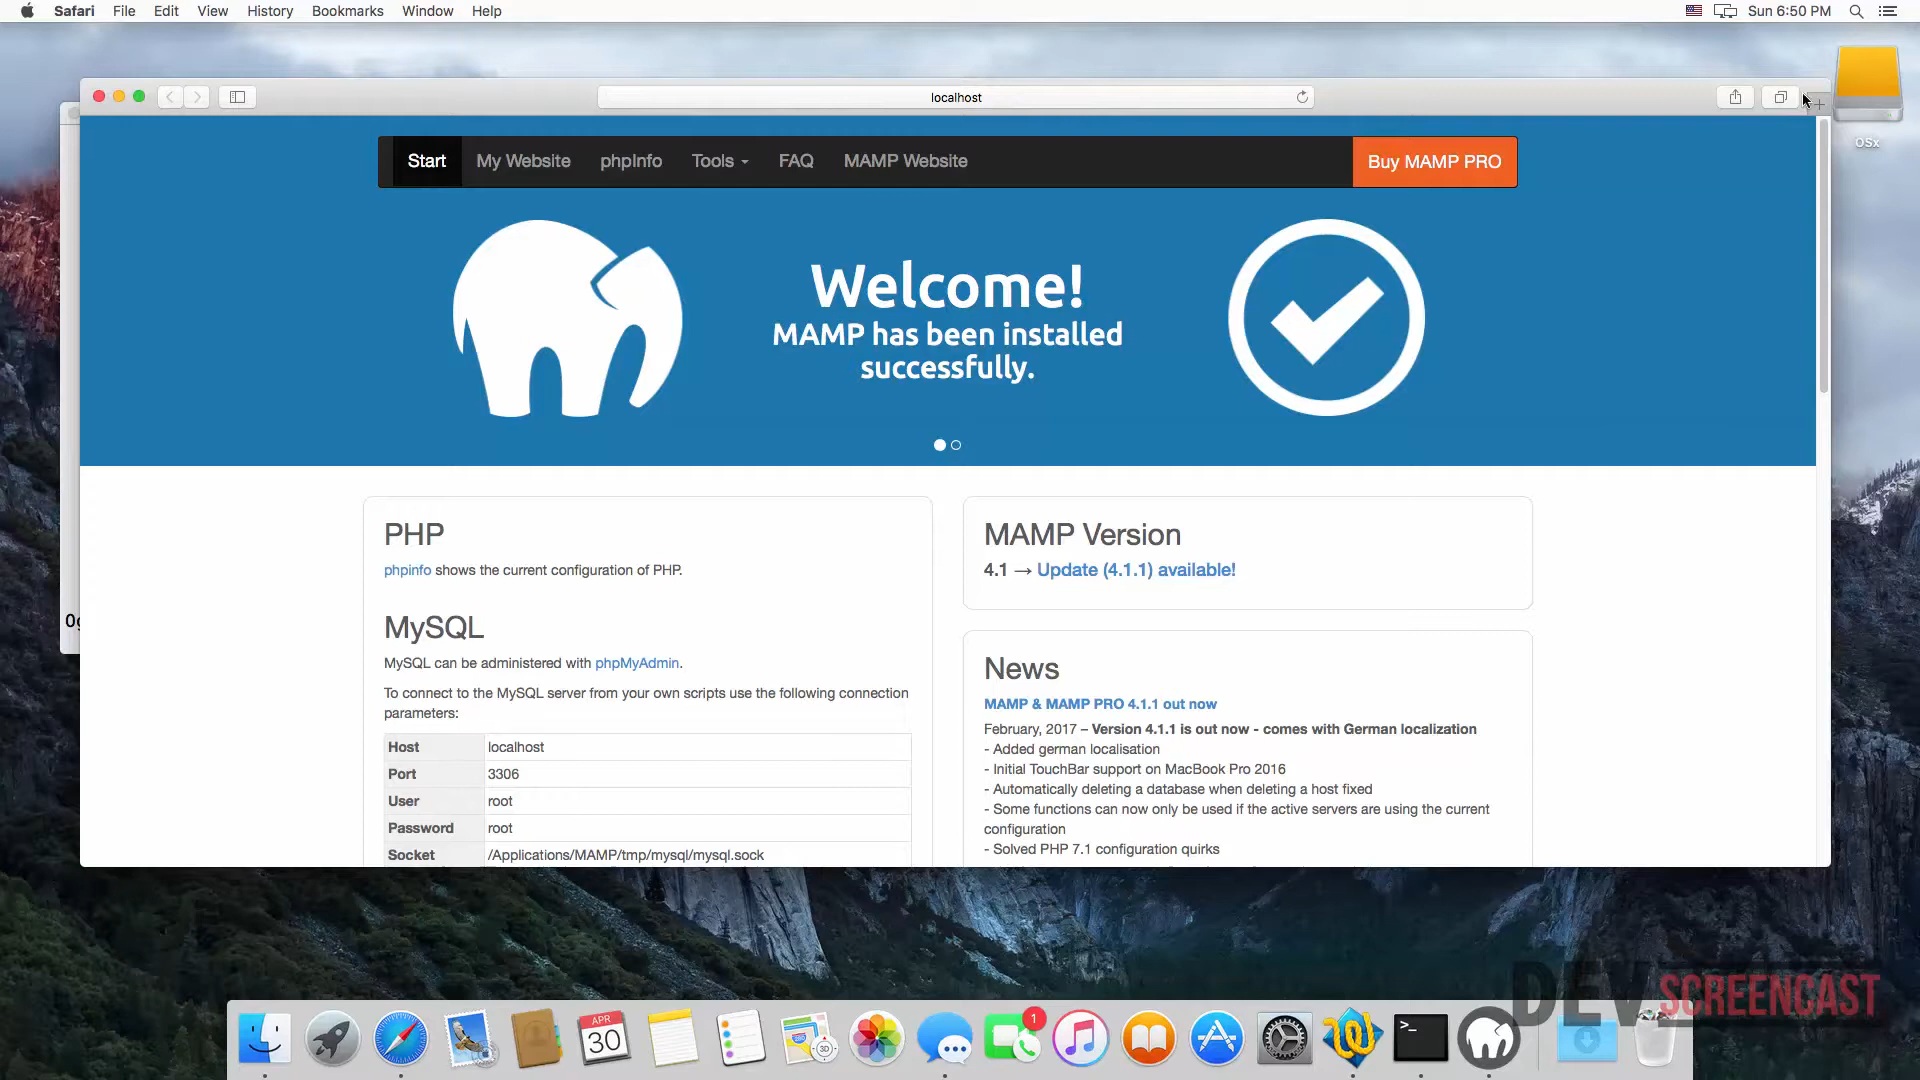 Safari File Edit View History Bookmarks Window Help Sun 6:50 PM
localhost
OSx
Start My Website phpInfo Tools FAQ MAMP Website Buy MAMP PRO
Welcome!
MAMP has been installed
successfully.
PHP
phpinfo shows the current configuration of PHP.
MySQL
MySQL can be administered with phpMyAdmin.
To connect to the MySQL server from your own scripts use the following connection
parameters:
Host localhost
Port 3306
User root
Password root
Socket /Applications/MAMP/tmp/mysql/mysql.sock
MAMP Version
4.1 → Update (4.1.1) available!
News
MAMP & MAMP PRO 4.1.1 out now
February, 2017 – Version 4.1.1 is out now - comes with German localization
- Added german localisation
- Initial TouchBar support on MacBook Pro 2016
- Automatically deleting a database when deleting a host fixed
- Some functions can now only be used if the active servers are using the current
configuration
- Solved PHP 7.1 configuration quirks
APR
30
3D
1
>_
DEVSCREENCAST